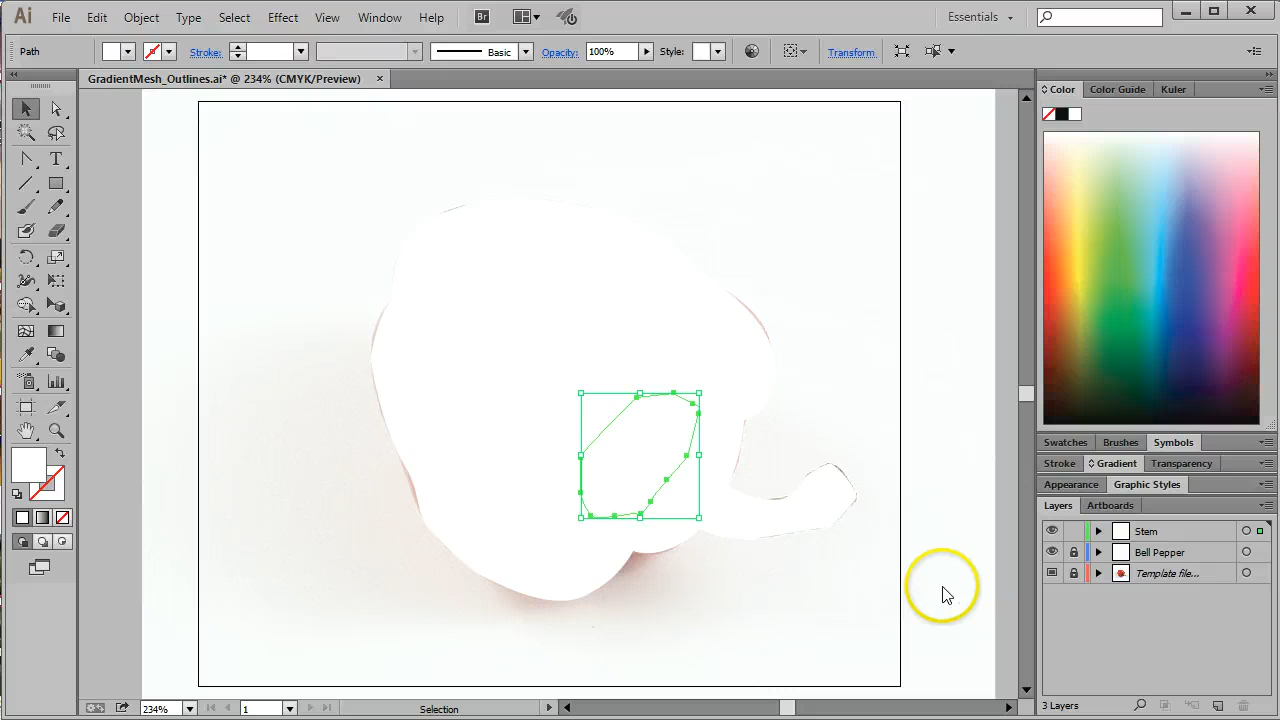 Ai File Edit Object Type Select Effect View Window Help Br Essentials
Path Stroke: Basic Opacity: 100% Style: Transform
GradientMesh_Outlines.ai* @ 234% (CMYK/Preview) ×
Color Color Guide Kuler
T
Swatches Brushes Symbols
Stroke Gradient Transparency
Appearance Graphic Styles
Layers Artboards
Stem
Bell Pepper
Template file...
234% 1 Selection 3 Layers